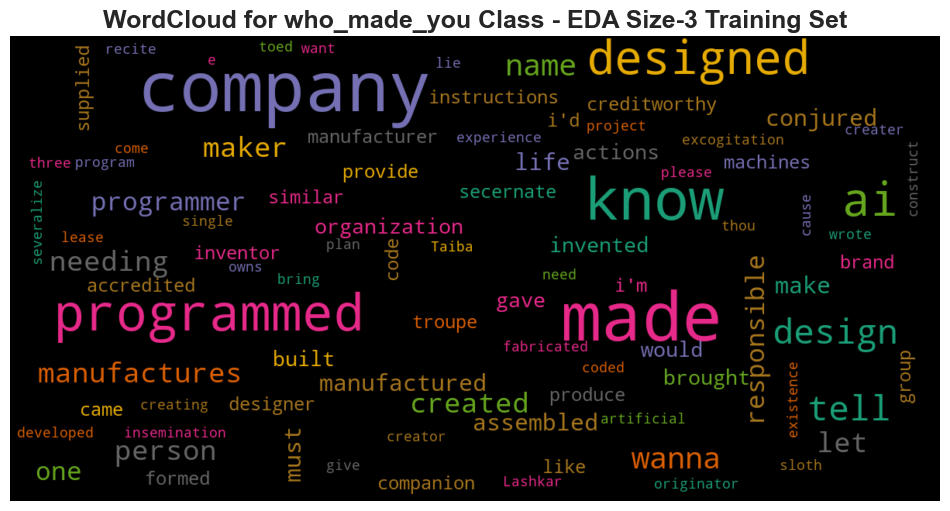 WordCloud for who_made_you Class - EDA Size-3 Training Set
recite
toed
want
e
lie
name
designed
supplied
company
instructions
creditworthy
i'd
project
conjured
creater
come
maker
manufacturer
experience
excogitation
three
program
provide
life
actions
machines
construct
please
severalize
programmer
similar
secernate
know
ai
single
cause
thou
lease
organization
plan
Taiba
invented
wrote
needing
inventor
owns
code
need
brand
accredited
bring
i'm
responsible
make
programmed
gave
made
troupe
design
fabricated
would
built
manufactures
manufactured
coded
brought
group
came
creating
designer
created
produce
existence
tell
developed
insemination
assembled
artificial
creator
must
let
person
one
formed
give
companion
like
wanna
sloth
Lashkar
originator